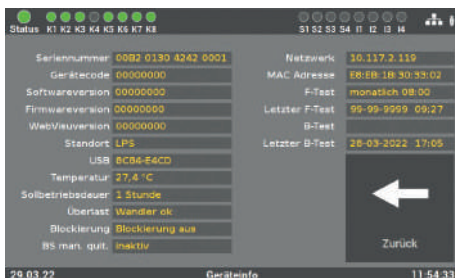 Status K1 K2 K3 K4 K5 K6 K7 K8 S1 S2 S3 S4 I1 I2 I3 I4
Seriennummer 00B2 0130 4242 0001
Gerätecode 00000000
Softwareversion 00000000
Firmwareversion 00000000
WebVisuversion 00000000
Standort LPS
USB 8C84-E4CD
Temperatur 27,4 °C
Sollbetriebsdauer 1 Stunde
Überlast Wandler ok
Blockierung Blockierung aus
BS man. quit. Inaktiv
Netzwerk 10.117.2.119
MAC Adresse E8:EB:1B:30:33:02
F-Test monatlich 08:00
Letzter F-Test 99-99-9999 09:27
B-Test
Letzter B-Test 28-03-2022 17:05
Zurück
29.03.22 Geräteinfo 11:54:33